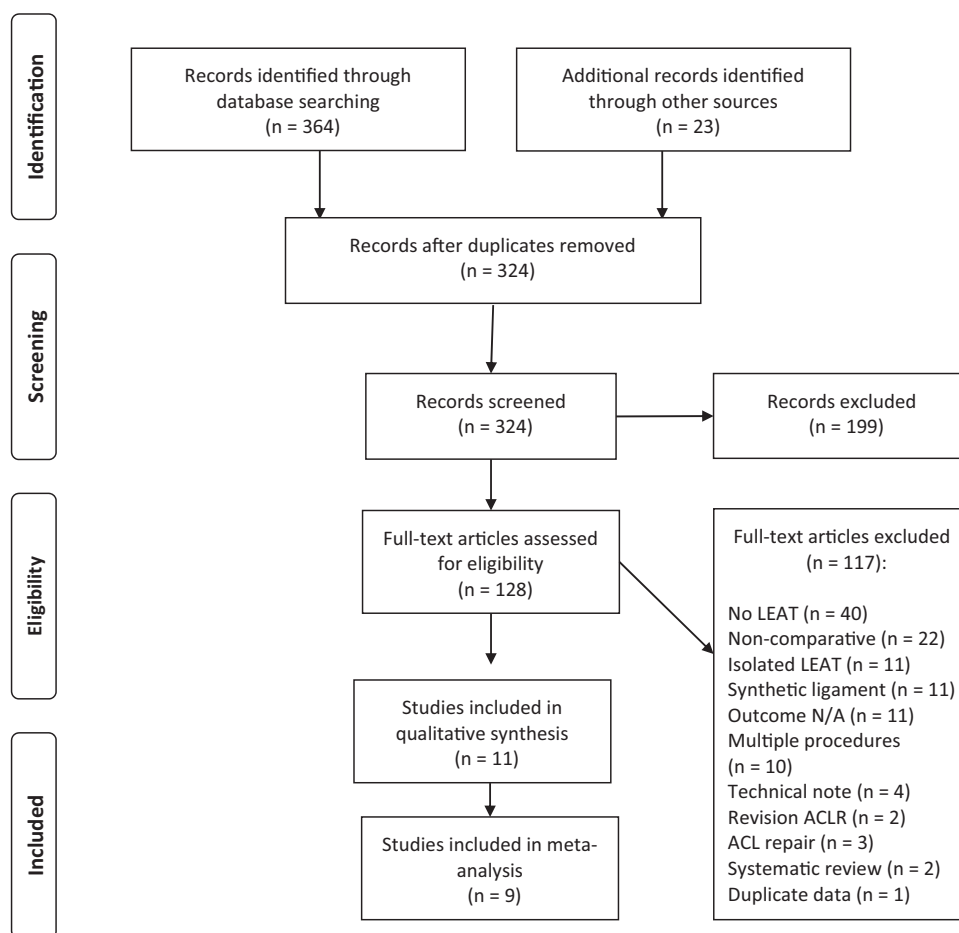 Identification
Records identified through
database searching
(n = 364)
Additional records identified
through other sources
(n = 23)
Records after duplicates removed
(n = 324)
Screening
Records screened
(n = 324)
Records excluded
(n = 199)
Eligibility
Full-text articles assessed
for eligibility
(n = 128)
Full-text articles excluded
(n = 117):
No LEAT (n = 40)
Non-comparative (n = 22)
Isolated LEAT (n = 11)
Synthetic ligament (n = 11)
Outcome N/A (n = 11)
Multiple procedures
(n = 10)
Technical note (n = 4)
Revision ACLR (n = 2)
ACL repair (n = 3)
Systematic review (n = 2)
Duplicate data (n = 1)
Studies included in
qualitative synthesis
(n = 11)
Included
Studies included in meta-
analysis
(n = 9)